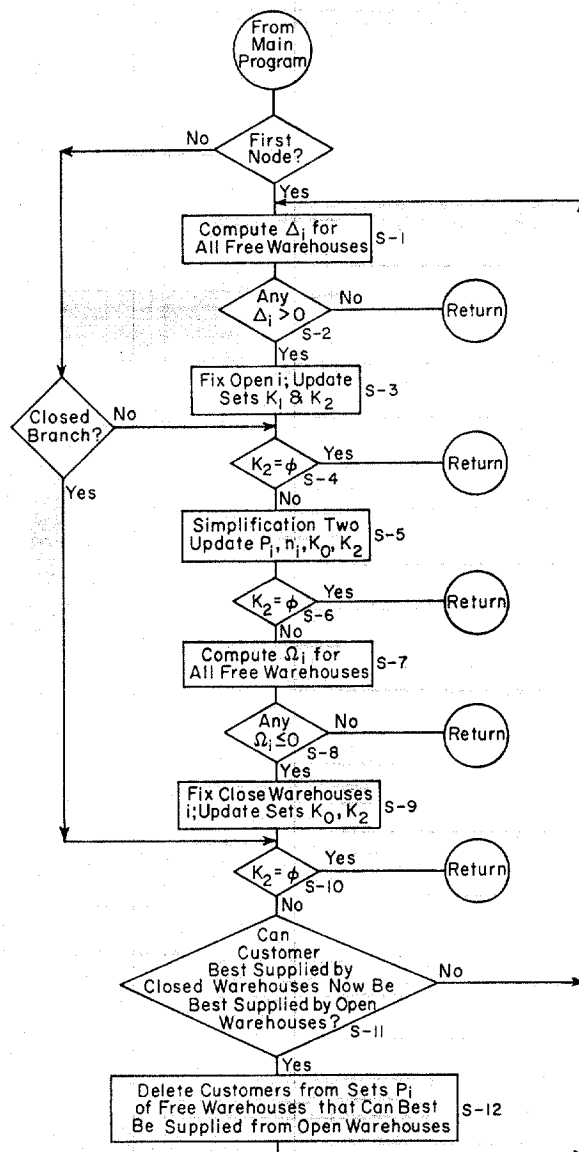 From
Main
Program
No
First
Node?
Yes
Compute Δi for
All Free Warehouses
S-1
Any
Δi > 0
No
Return
S-2
Yes
Fix Open i; Update
Sets K1 & K2
S-3
Closed
Branch?
No
Yes
K2 = φ
Yes
Return
S-4
No
Simplification Two
Update Pi, ni, K0, K2
S-5
K2 = φ
Yes
Return
S-6
No
Compute Ωi for
All Free Warehouses
S-7
Any
Ωi ≤ 0
No
Return
S-8
Yes
Fix Close Warehouses
i; Update Sets K0, K2
S-9
K2 = φ
Yes
Return
S-10
No
Can
Customer
Best Supplied by
Closed Warehouses Now Be
Best Supplied by Open
Warehouses?
No
S-11
Yes
Delete Customers from Sets Pi
of Free Warehouses that Can Best
Be Supplied from Open Warehouses
S-12